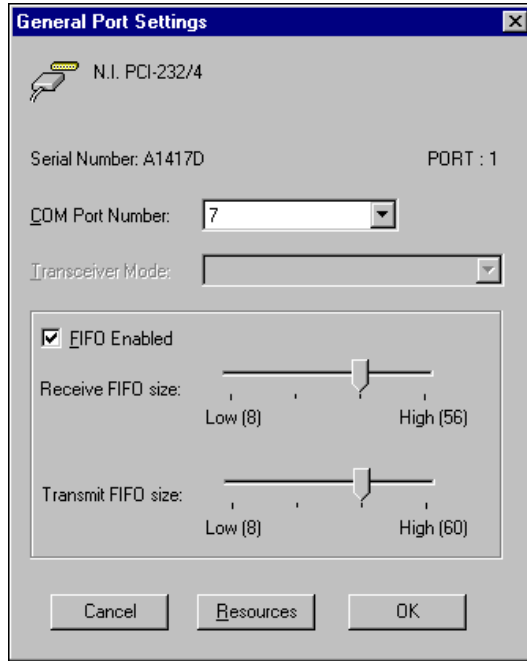 General Port Settings
N.I. PCI-232/4
Serial Number: A1417D PORT : 1
COM Port Number: 7
Transceiver Mode:
FIFO Enabled
Receive FIFO size:
Low (8) High (56)
Transmit FIFO size:
Low (8) High (60)
Cancel Resources OK